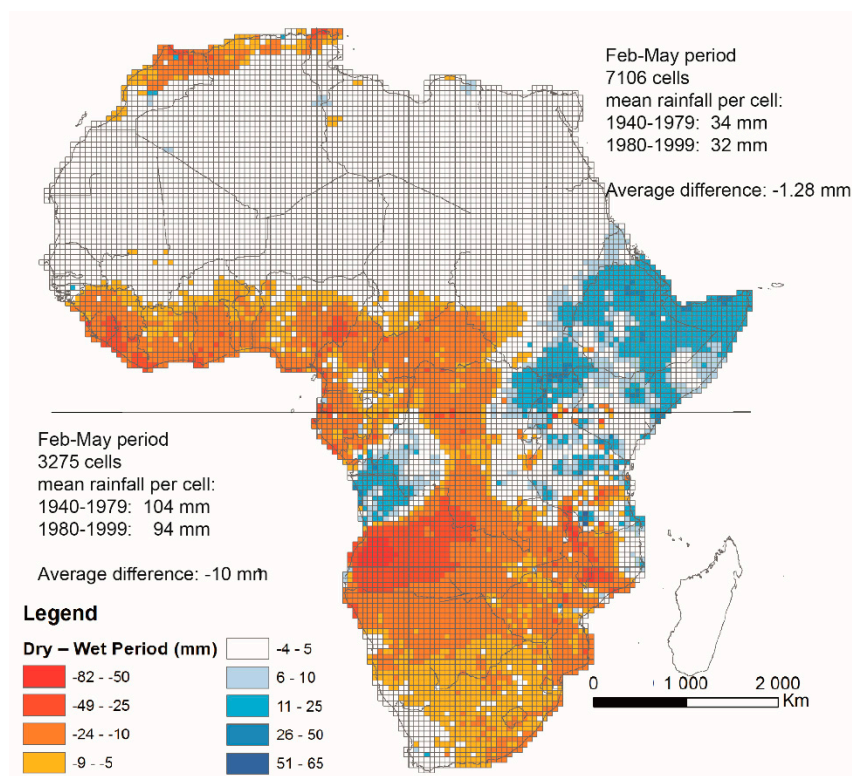 Feb-May period
7106 cells
mean rainfall per cell:
1940-1979: 34 mm
1980-1999: 32 mm
Average difference: -1.28 mm
Feb-May period
3275 cells
mean rainfall per cell:
1940-1979: 104 mm
1980-1999: 94 mm
Average difference: -10 mm
Legend
Dry – Wet Period (mm)
-82 - -50
-49 - -25
-24 - -10
-9 - -5
-4 - 5
6 - 10
11 - 25
26 - 50
51 - 65
0 1 000 2 000
Km